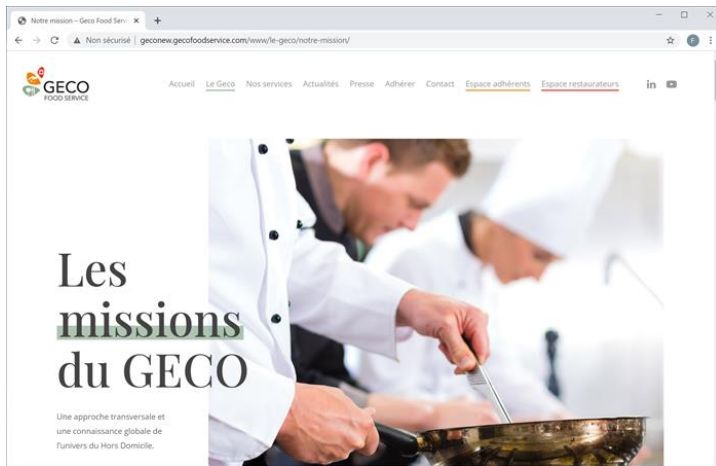 Notre mission – Geco Food Serv
Non sécurisé | geconew.gecofoodservice.com/www/le-geco/notre-mission/
F
GECO
FOOD SERVICE
Accueil Le Geco Nos services Actualités Presse Adhérer Contact Espace adhérents Espace restaurateurs in
Les
missions
du GECO
Une approche transversale et
une connaissance globale de
l'univers du Hors Domicile.